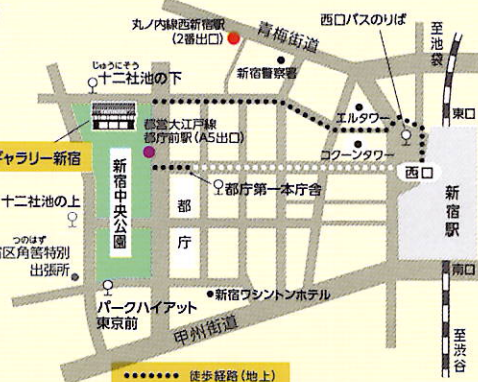 丸ノ内線西新宿駅
(2番出口)
青梅街道
西口バスのりば
至池袋
じゅうにそう
十二社池の下
新宿警察署
エルタワー
東口
都営大江戸線
都庁前駅(A5出口)
コクーンタワー
ギャラリー新宿
西口
新宿中央公園
都庁第一本庁舎
都庁
新宿駅
十二社池の上
つのはず
区角筈特別
出張所
南口
パークハイアット
東京前
新宿ワシントンホテル
甲州街道
至渋谷
徒歩経路(地上)